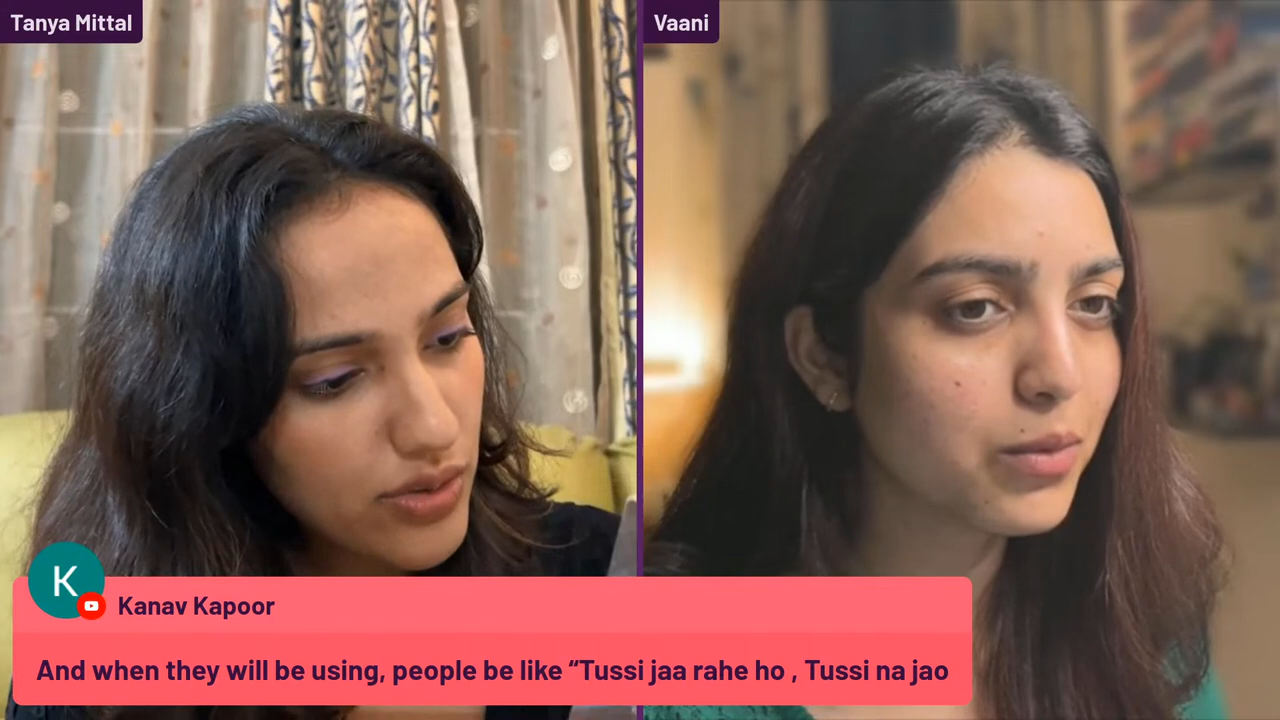 Tanya Mittal
Vaani
K
Kanav Kapoor
And when they will be using, people be like “Tussi jaa rahe ho , Tussi na jao